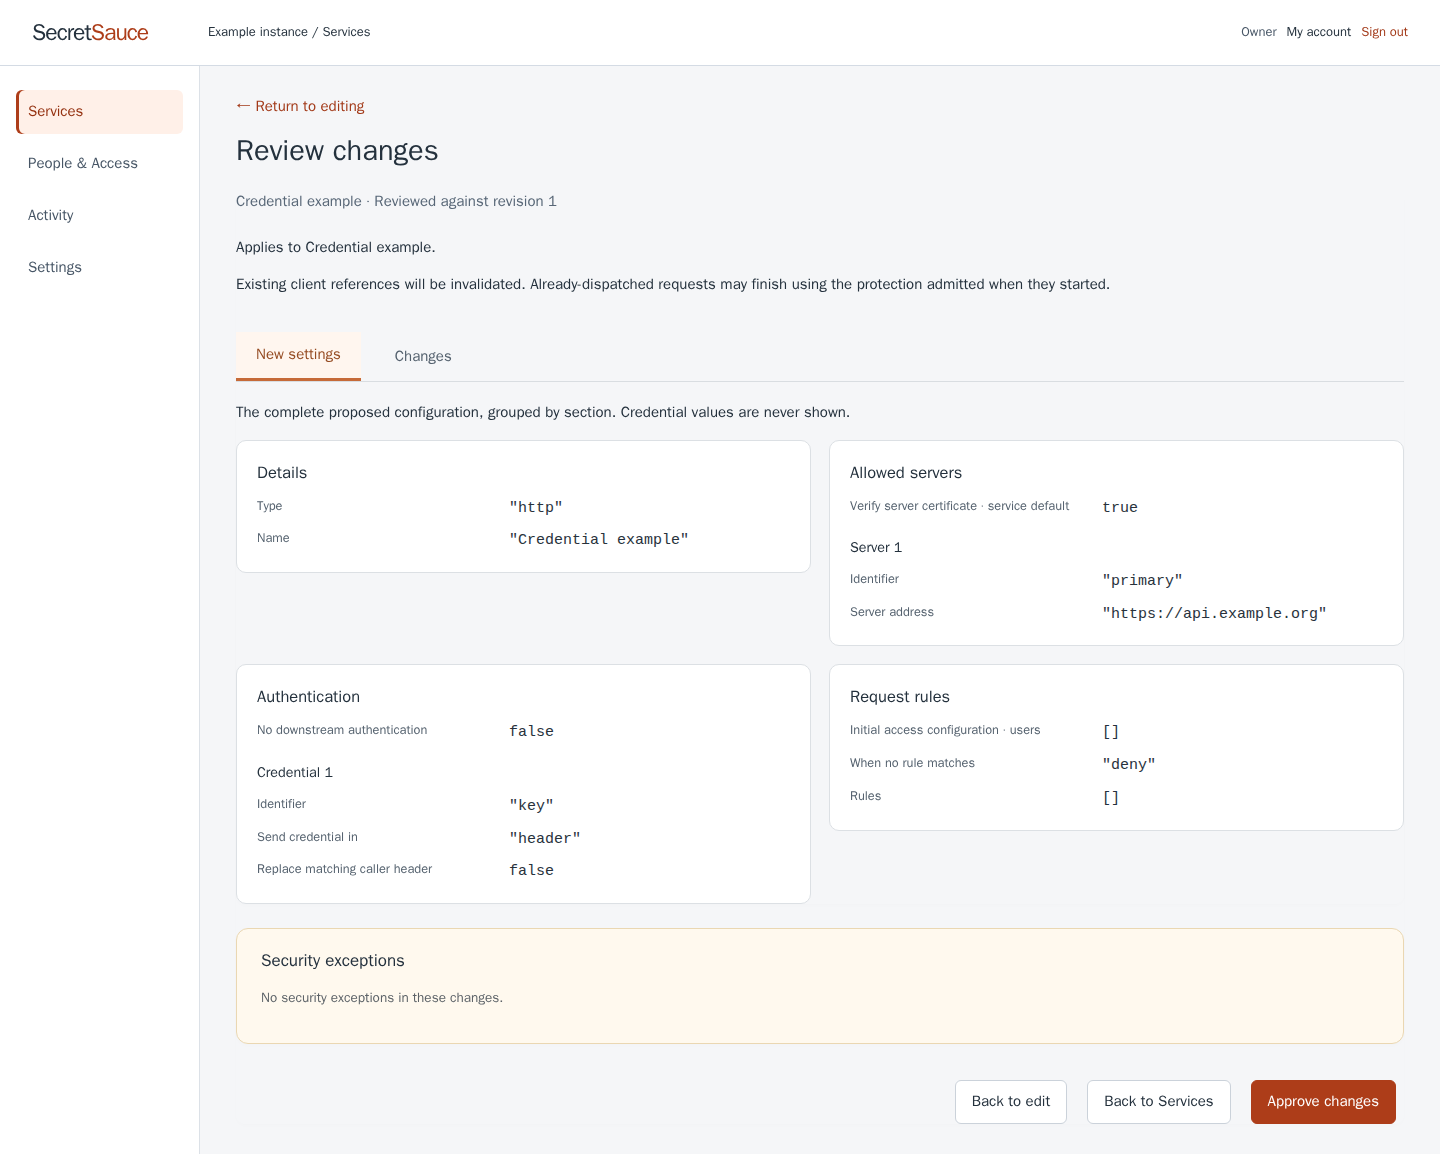 SecretSauce
Example instance / Services
Owner My account Sign out
Services
People & Access
Activity
Settings
← Return to editing
Review changes
Credential example · Reviewed against revision 1
Applies to Credential example.
Existing client references will be invalidated. Already-dispatched requests may finish using the protection admitted when they started.
New settings
Changes
The complete proposed configuration, grouped by section. Credential values are never shown.
Details
Type "http"
Name "Credential example"
Allowed servers
Verify server certificate · service default true
Server 1
Identifier "primary"
Server address "https://api.example.org"
Authentication
No downstream authentication false
Credential 1
Identifier "key"
Send credential in "header"
Replace matching caller header false
Request rules
Initial access configuration · users []
When no rule matches "deny"
Rules []
Security exceptions
No security exceptions in these changes.
Back to edit
Back to Services
Approve changes